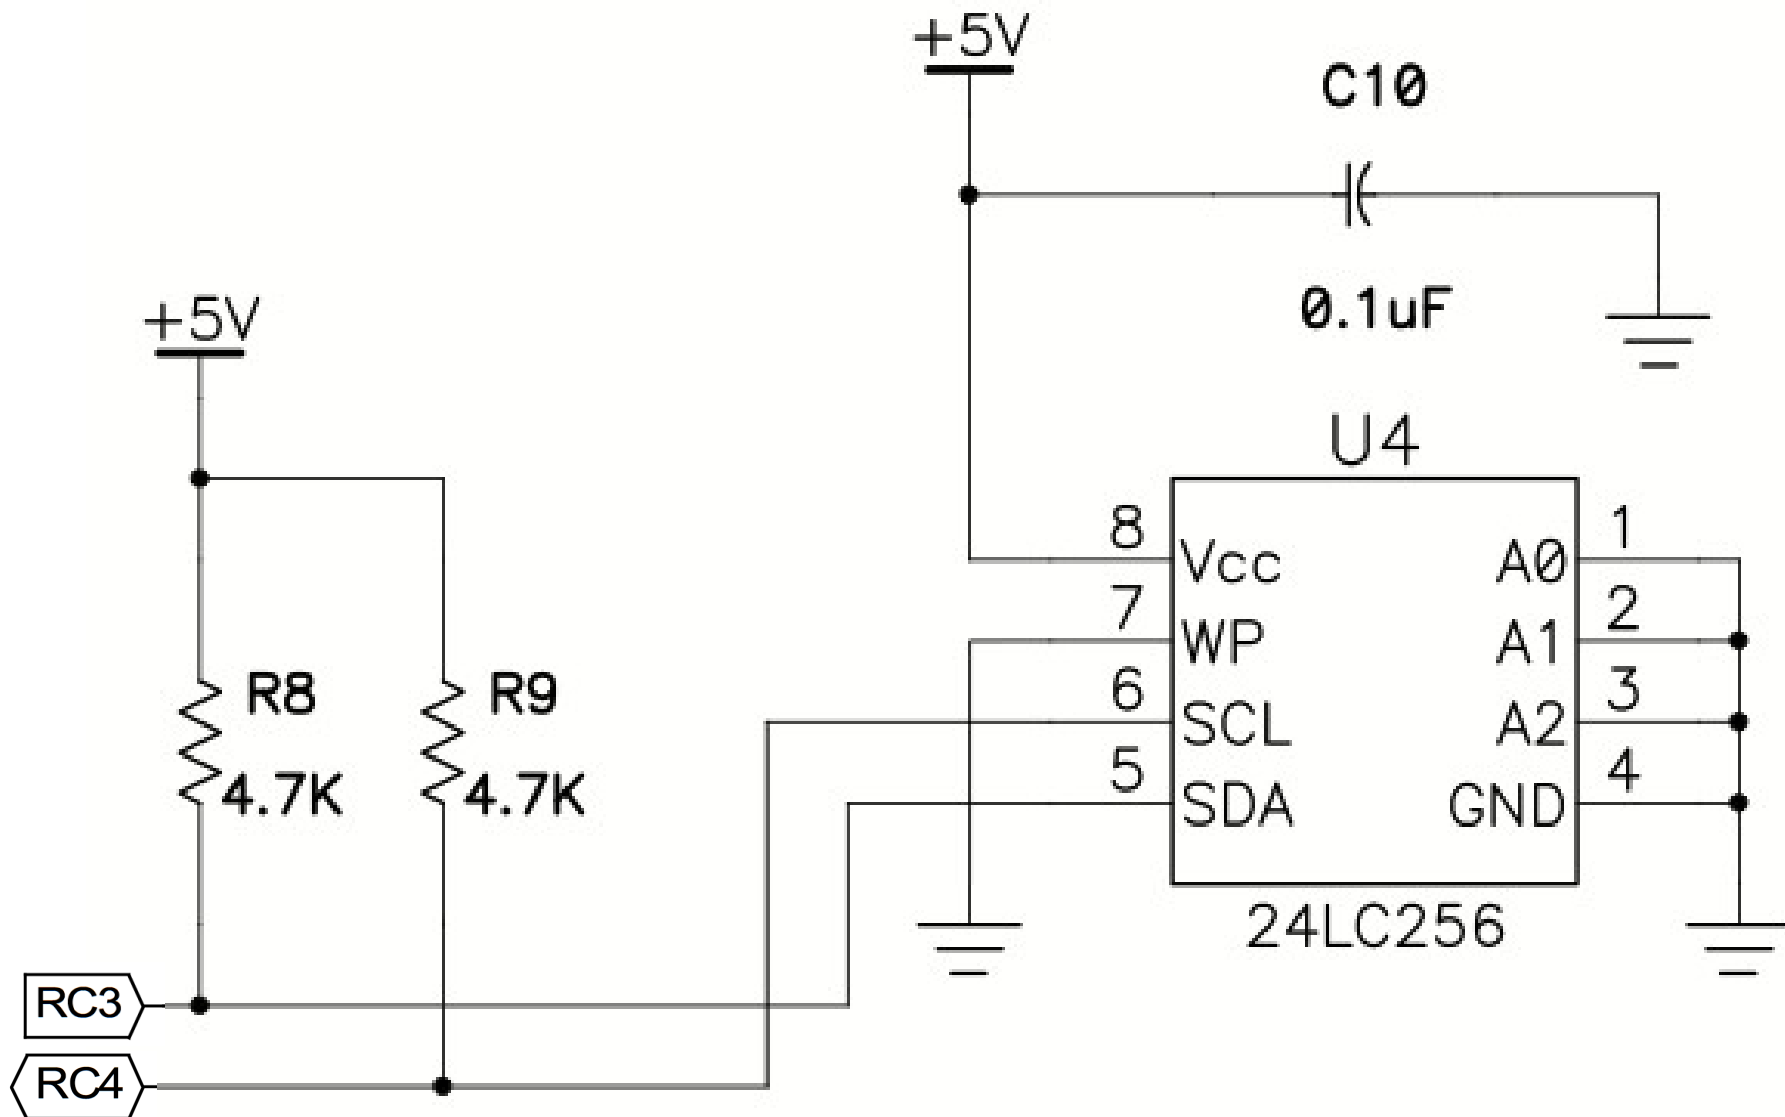 +5V
C10
0.1uF
+5V
U4
8 Vcc A0 1
7 WP A1 2
6 SCL A2 3
5 SDA GND 4
24LC256
R8
4.7K
R9
4.7K
RC3
RC4